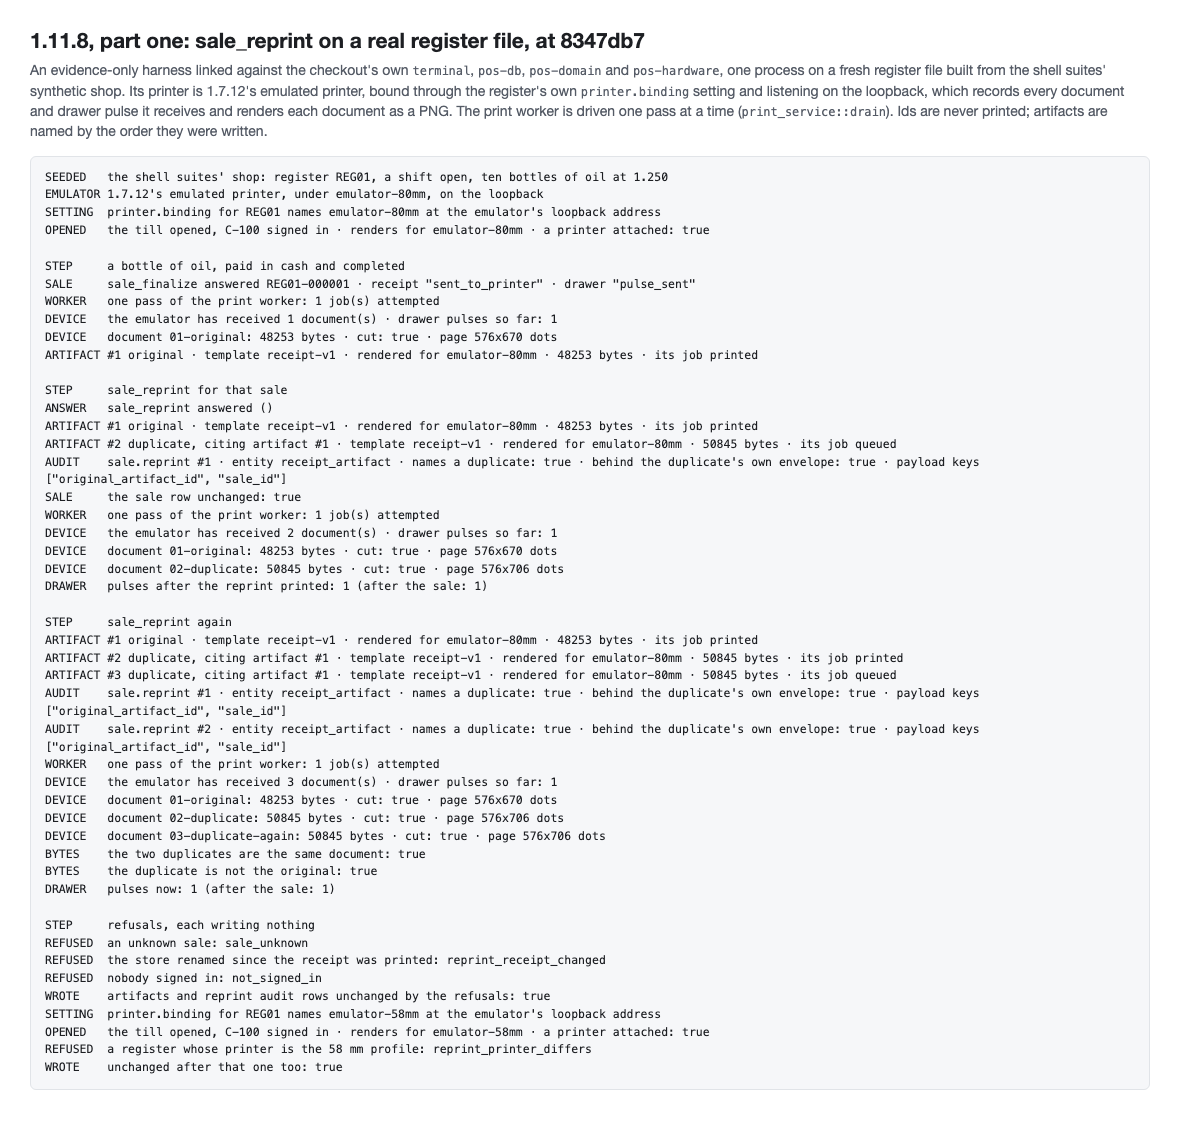 1.11.8, part one: sale_reprint on a real register file, at 8347db7
An evidence-only harness linked against the checkout's own terminal, pos-db, pos-domain and pos-hardware, one process on a fresh register file built from the shell suites'
synthetic shop. Its printer is 1.7.12's emulated printer, bound through the register's own printer.binding setting and listening on the loopback, which records every document
and drawer pulse it receives and renders each document as a PNG. The print worker is driven one pass at a time (print_service::drain). Ids are never printed; artifacts are
named by the order they were written.
SEEDED   the shell suites' shop: register REG01, a shift open, ten bottles of oil at 1.250
EMULATOR 1.7.12's emulated printer, under emulator-80mm, on the loopback
SETTING  printer.binding for REG01 names emulator-80mm at the emulator's loopback address
OPENED   the till opened, C-100 signed in · renders for emulator-80mm · a printer attached: true
STEP     a bottle of oil, paid in cash and completed
SALE     sale_finalize answered REG01-000001 · receipt "sent_to_printer" · drawer "pulse_sent"
WORKER   one pass of the print worker: 1 job(s) attempted
DEVICE   the emulator has received 1 document(s) · drawer pulses so far: 1
DEVICE   document 01-original: 48253 bytes · cut: true · page 576x670 dots
ARTIFACT #1 original · template receipt-v1 · rendered for emulator-80mm · 48253 bytes · its job printed
STEP     sale_reprint for that sale
ANSWER   sale_reprint answered ()
ARTIFACT #1 original · template receipt-v1 · rendered for emulator-80mm · 48253 bytes · its job printed
ARTIFACT #2 duplicate, citing artifact #1 · template receipt-v1 · rendered for emulator-80mm · 50845 bytes · its job queued
AUDIT    sale.reprint #1 · entity receipt_artifact · names a duplicate: true · behind the duplicate's own envelope: true · payload keys
["original_artifact_id", "sale_id"]
SALE     the sale row unchanged: true
WORKER   one pass of the print worker: 1 job(s) attempted
DEVICE   the emulator has received 2 document(s) · drawer pulses so far: 1
DEVICE   document 01-original: 48253 bytes · cut: true · page 576x670 dots
DEVICE   document 02-duplicate: 50845 bytes · cut: true · page 576x706 dots
DRAWER   pulses after the reprint printed: 1 (after the sale: 1)
STEP     sale_reprint again
ARTIFACT #1 original · template receipt-v1 · rendered for emulator-80mm · 48253 bytes · its job printed
ARTIFACT #2 duplicate, citing artifact #1 · template receipt-v1 · rendered for emulator-80mm · 50845 bytes · its job printed
ARTIFACT #3 duplicate, citing artifact #1 · template receipt-v1 · rendered for emulator-80mm · 50845 bytes · its job queued
AUDIT    sale.reprint #1 · entity receipt_artifact · names a duplicate: true · behind the duplicate's own envelope: true · payload keys
["original_artifact_id", "sale_id"]
AUDIT    sale.reprint #2 · entity receipt_artifact · names a duplicate: true · behind the duplicate's own envelope: true · payload keys
["original_artifact_id", "sale_id"]
WORKER   one pass of the print worker: 1 job(s) attempted
DEVICE   the emulator has received 3 document(s) · drawer pulses so far: 1
DEVICE   document 01-original: 48253 bytes · cut: true · page 576x670 dots
DEVICE   document 02-duplicate: 50845 bytes · cut: true · page 576x706 dots
DEVICE   document 03-duplicate-again: 50845 bytes · cut: true · page 576x706 dots
BYTES    the two duplicates are the same document: true
BYTES    the duplicate is not the original: true
DRAWER   pulses now: 1 (after the sale: 1)
STEP     refusals, each writing nothing
REFUSED  an unknown sale: sale_unknown
REFUSED  the store renamed since the receipt was printed: reprint_receipt_changed
REFUSED  nobody signed in: not_signed_in
WROTE    artifacts and reprint audit rows unchanged by the refusals: true
SETTING  printer.binding for REG01 names emulator-58mm at the emulator's loopback address
OPENED   the till opened, C-100 signed in · renders for emulator-58mm · a printer attached: true
REFUSED  a register whose printer is the 58 mm profile: reprint_printer_differs
WROTE    unchanged after that one too: true